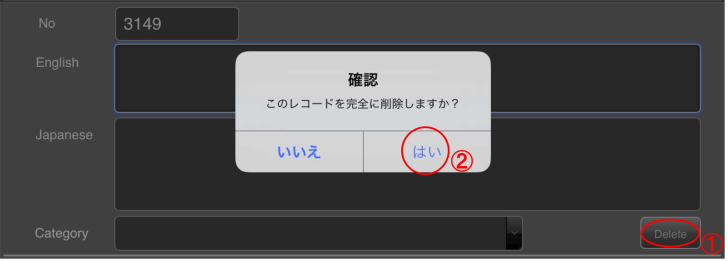 No 3149
English
確認
このレコードを完全に削除しますか？
いいえ はい ②
Japanese
Category Delete ①